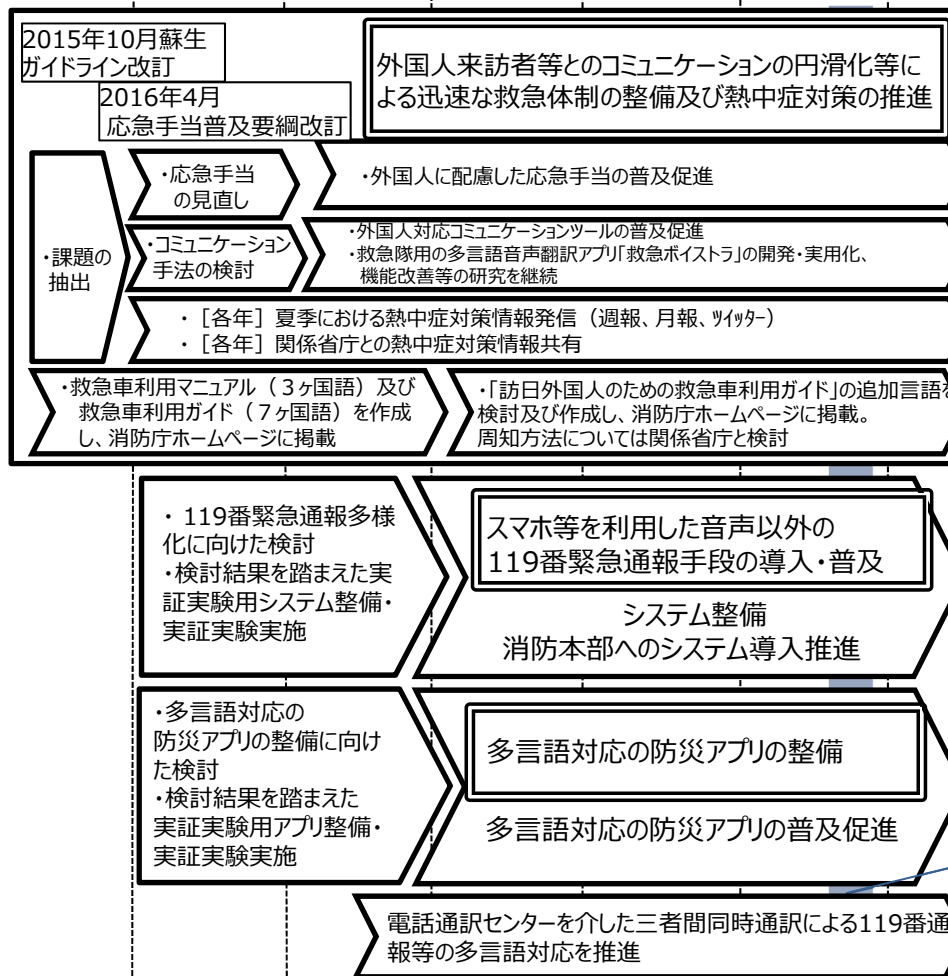 2015年10月蘇生
ガイドライン改訂
2016年4月
応急手当普及要綱改訂
外国人来訪者等とのコミュニケーションの円滑化等に
よる迅速な救急体制の整備及び熱中症対策の推進
・課題の
抽出
・応急手当
の見直し
・外国人に配慮した応急手当の普及促進
・コミュニケーション
手法の検討
・外国人対応コミュニケーションツールの普及促進
・救急隊用の多言語音声翻訳アプリ「救急ボイストラ」の開発・実用化、
機能改善等の研究を継続
・［各年］夏季における熱中症対策情報発信（週報、月報、ﾂｲｯﾀｰ）
・［各年］関係省庁との熱中症対策情報共有
・救急車利用マニュアル（３ヶ国語）及び
救急車利用ガイド（７ヶ国語）を作成
し、消防庁ホームページに掲載
・「訪日外国人のための救急車利用ガイド」の追加言語を
検討及び作成し、消防庁ホームページに掲載。
周知方法については関係省庁と検討
・ 119番緊急通報多様
化に向けた検討
・検討結果を踏まえた実
証実験用システム整備・
実証実験実施
スマホ等を利用した音声以外の
119番緊急通報手段の導入・普及
システム整備
消防本部へのシステム導入推進
・多言語対応の
防災アプリの整備に向け
た検討
・検討結果を踏まえた
実証実験用アプリ整備・
実証実験実施
多言語対応の防災アプリの整備
多言語対応の防災アプリの普及促進
電話通訳センターを介した三者間同時通訳による119番通
報等の多言語対応を推進